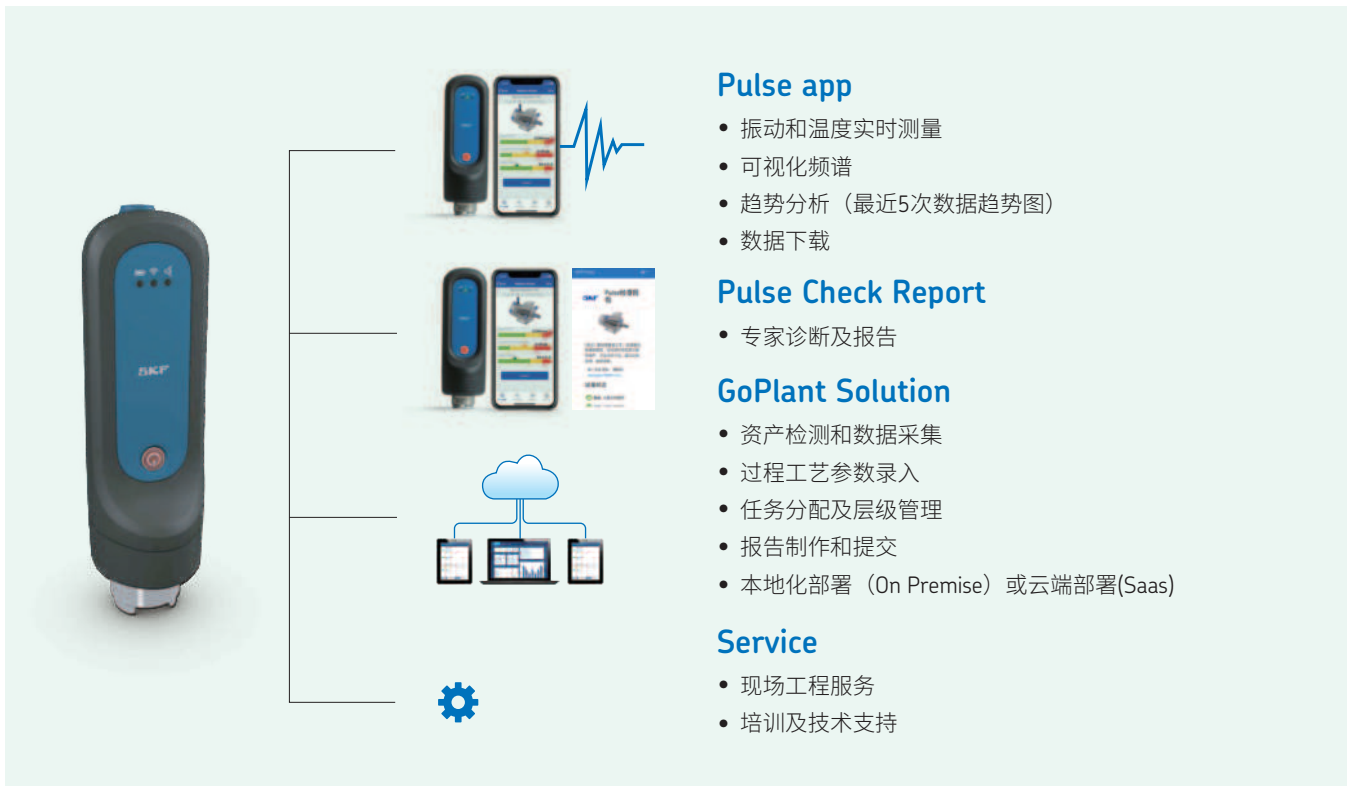 Pulse app
• 振动和温度实时测量
• 可视化频谱
• 趋势分析（最近5次数据趋势图）
• 数据下载
Pulse Check Report
• 专家诊断及报告
GoPlant Solution
• 资产检测和数据采集
• 过程工艺参数录入
• 任务分配及层级管理
• 报告制作和提交
• 本地化部署（On Premise）或云端部署(Saas)
Service
• 现场工程服务
• 培训及技术支持
SKF